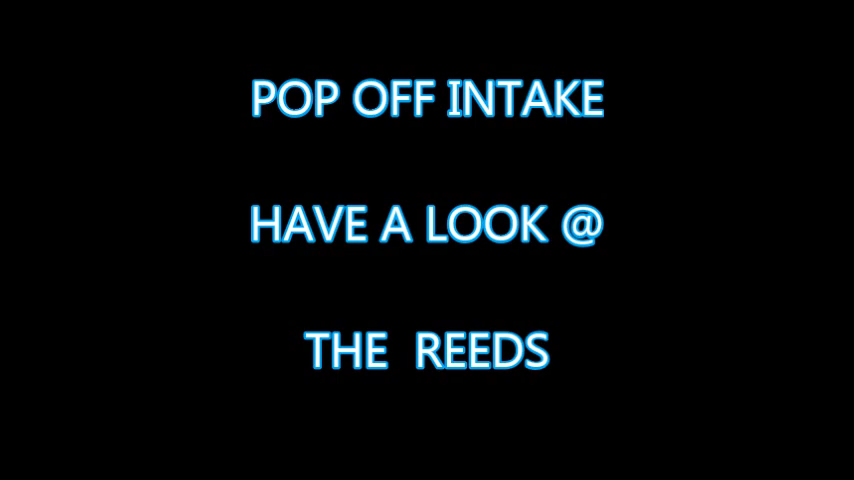 POP OFF INTAKE
HAVE A LOOK @
THE  REEDS